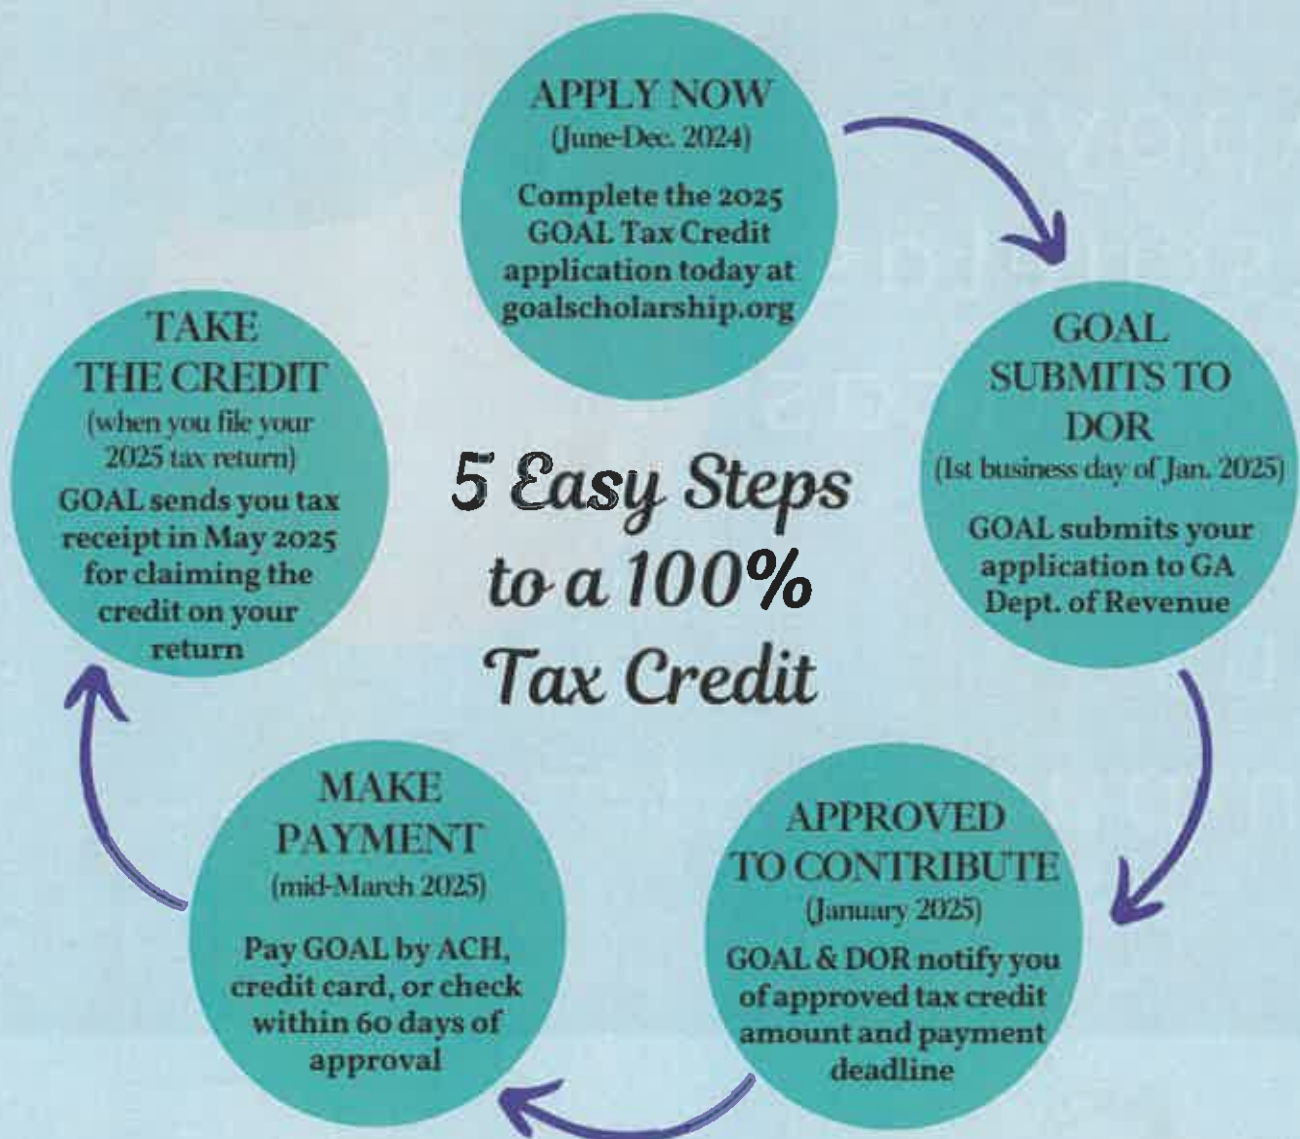 APPLY NOW
(June-Dec. 2024)
Complete the 2025
GOAL Tax Credit
application today at
goalscholarship.org
GOAL
SUBMITS TO
DOR
(1st business day of Jan. 2025)
GOAL submits your
application to GA
Dept. of Revenue
APPROVED
TO CONTRIBUTE
(January 2025)
GOAL & DOR notify you
of approved tax credit
amount and payment
deadline
MAKE
PAYMENT
(mid-March 2025)
Pay GOAL by ACH,
credit card, or check
within 60 days of
approval
TAKE
THE CREDIT
(when you file your
2025 tax return)
GOAL sends you tax
receipt in May 2025
for claiming the
credit on your
return
5 Easy Steps
to a 100%
Tax Credit